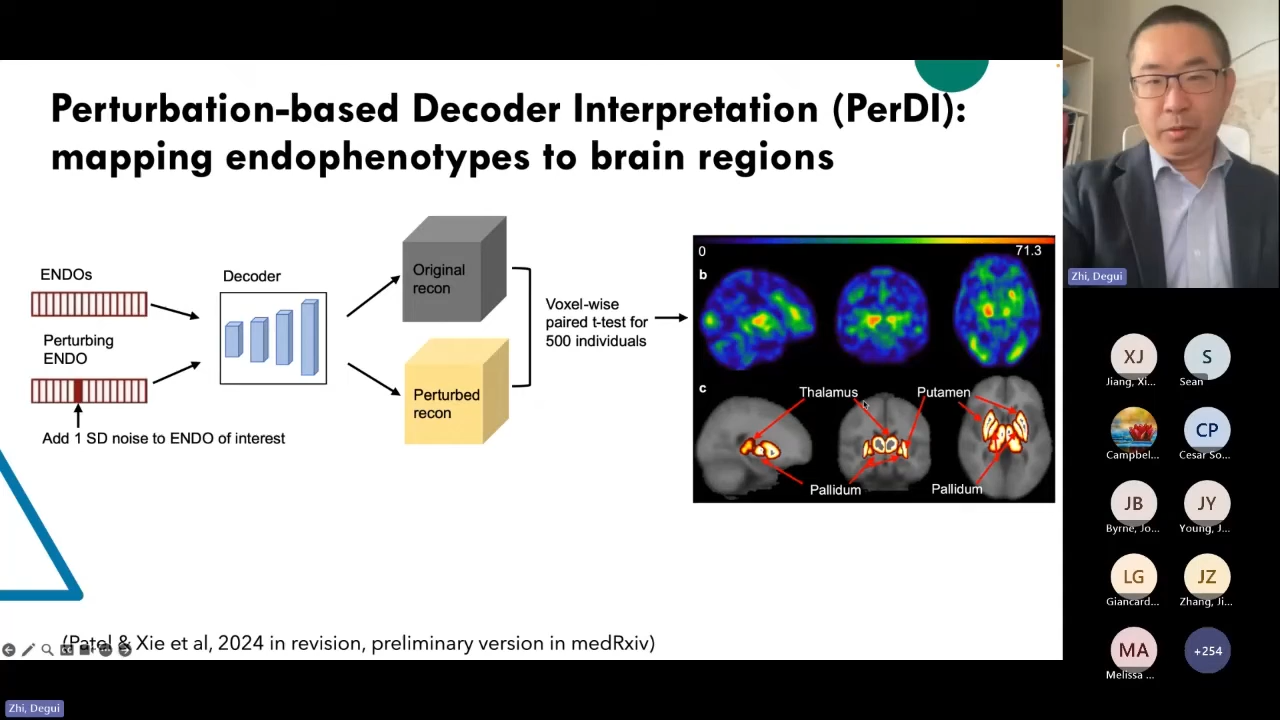 Perturbation-based Decoder Interpretation (PerDI):
mapping endophenotypes to brain regions
ENDOs
Perturbing
ENDO
Add 1 SD noise to ENDO of interest
Decoder
Original
recon
Perturbed
recon
Voxel-wise
paired t-test for
500 individuals
0
71.3
b
c
Thalamus
Putamen
Pallidum
Pallidum
(Patel & Xie et al, 2024 in revision, preliminary version in medRxiv)
Zhi, Degui
Zhi, Degui
XJ
Jiang, Xi...
S
Sean
Campbel...
CP
Cesar So...
JB
Byrne, Jo...
JY
Young, J...
LG
Giancard...
JZ
Zhang, Ji...
MA
Melissa ...
+254